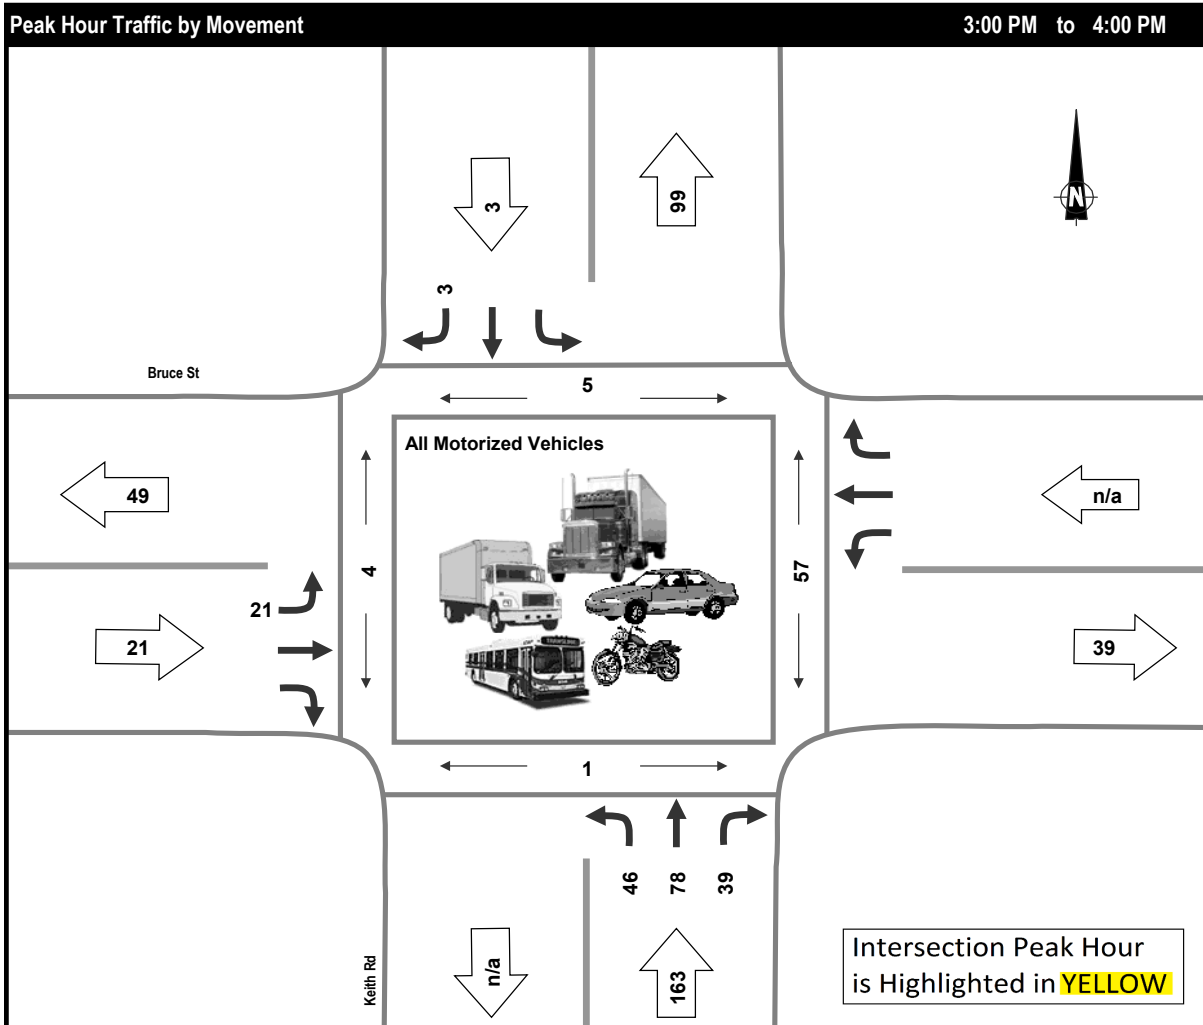 Peak Hour Traffic by Movement
3:00 PM to 4:00 PM
3
99
N
3
Bruce St
5
All Motorized Vehicles
49
n/a
4
57
21
21
39
1
46
78
39
Keith Rd
n/a
163
Intersection Peak Hour
is Highlighted in YELLOW